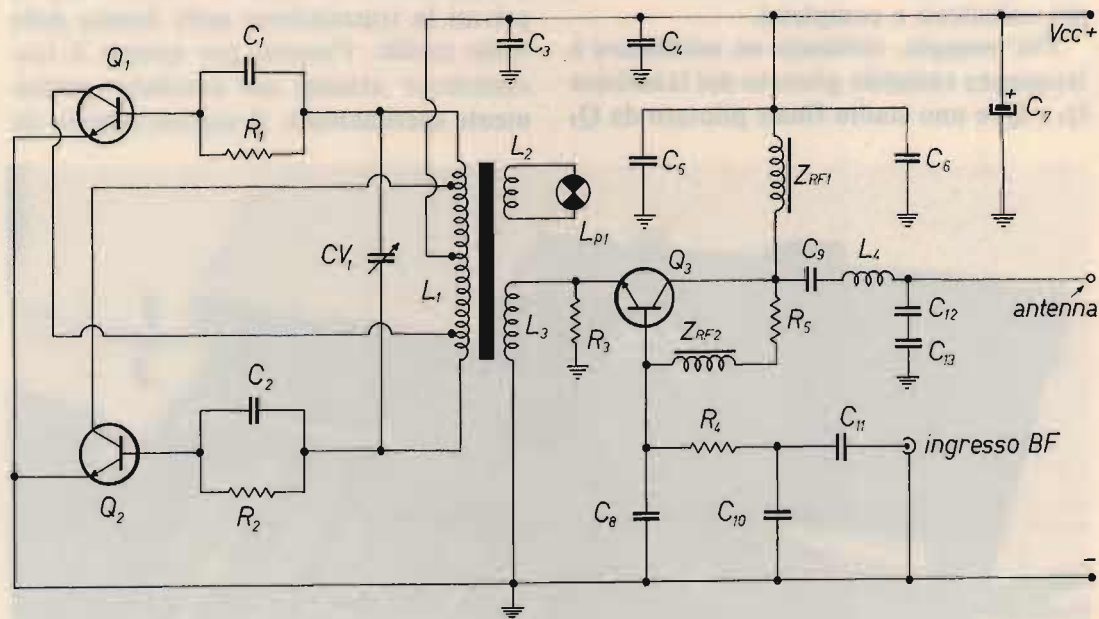 Vcc+
C3
C4
C1
Q1
C7
+
R1
L2
C5
C6
ZRF1
Lp1
CV1
C9
L4
Q3
L1
antenna
L3
R5
C12
R3
ZRF2
C13
C2
R4
C11
ingresso BF
Q2
C8
C10
R2
-